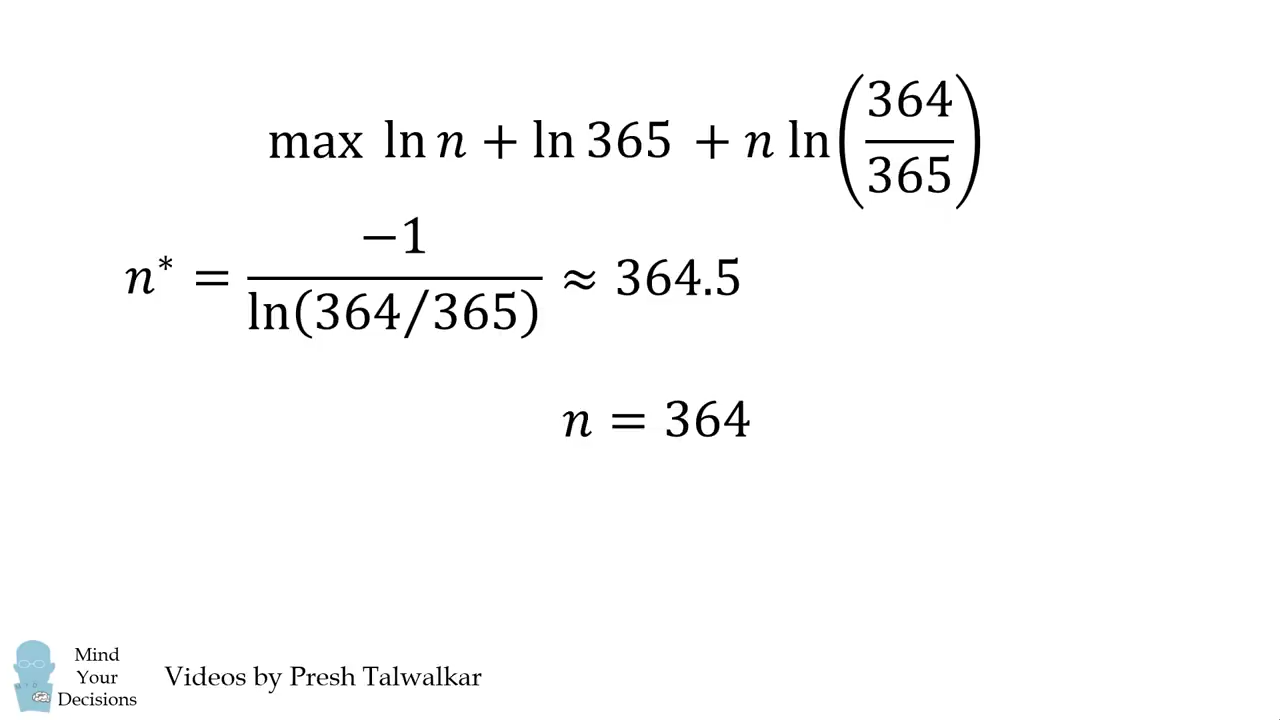 max ln n + ln 365 + n ln(364/365)
n* = −1/ln(364/365) ≈ 364.5
n = 364
Mind
Your
Decisions
Videos by Presh Talwalkar